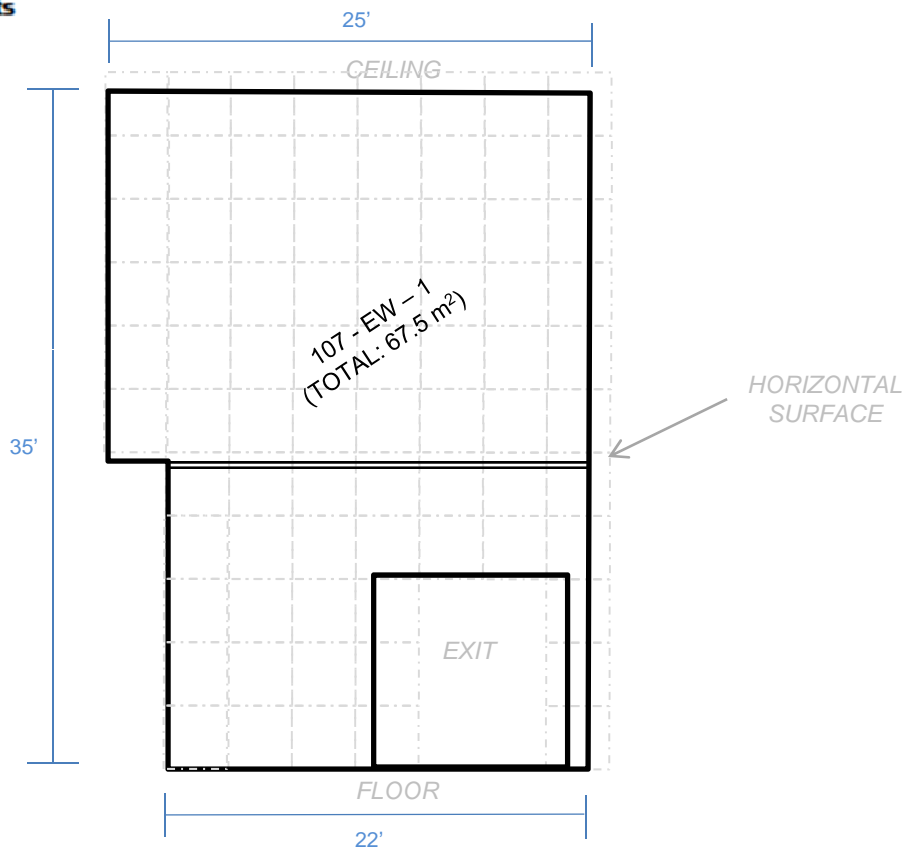 25’
CEILING
107 - EW – 1
(TOTAL: 67.5 m²)
HORIZONTAL
SURFACE
35’
EXIT
FLOOR
22’